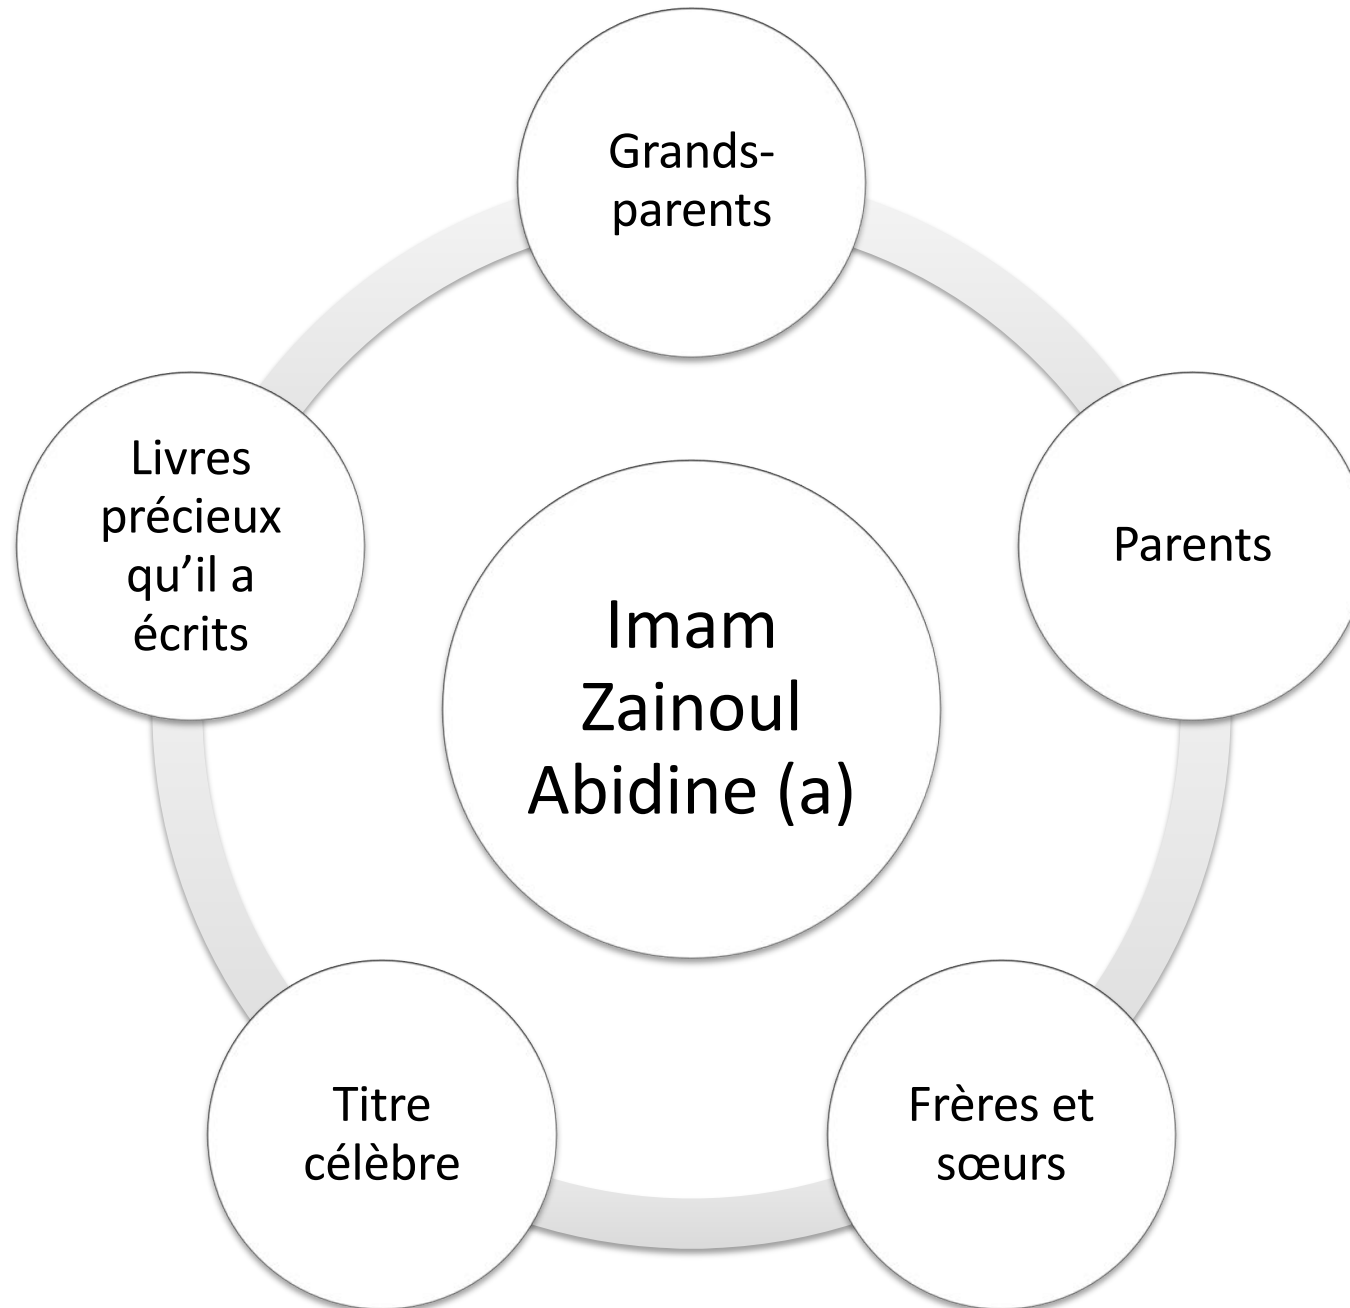 Grands-
parents
Parents
Frères et
sœurs
Titre
célèbre
Livres
précieux
qu’il a
écrits
Imam
Zainoul
Abidine (a)